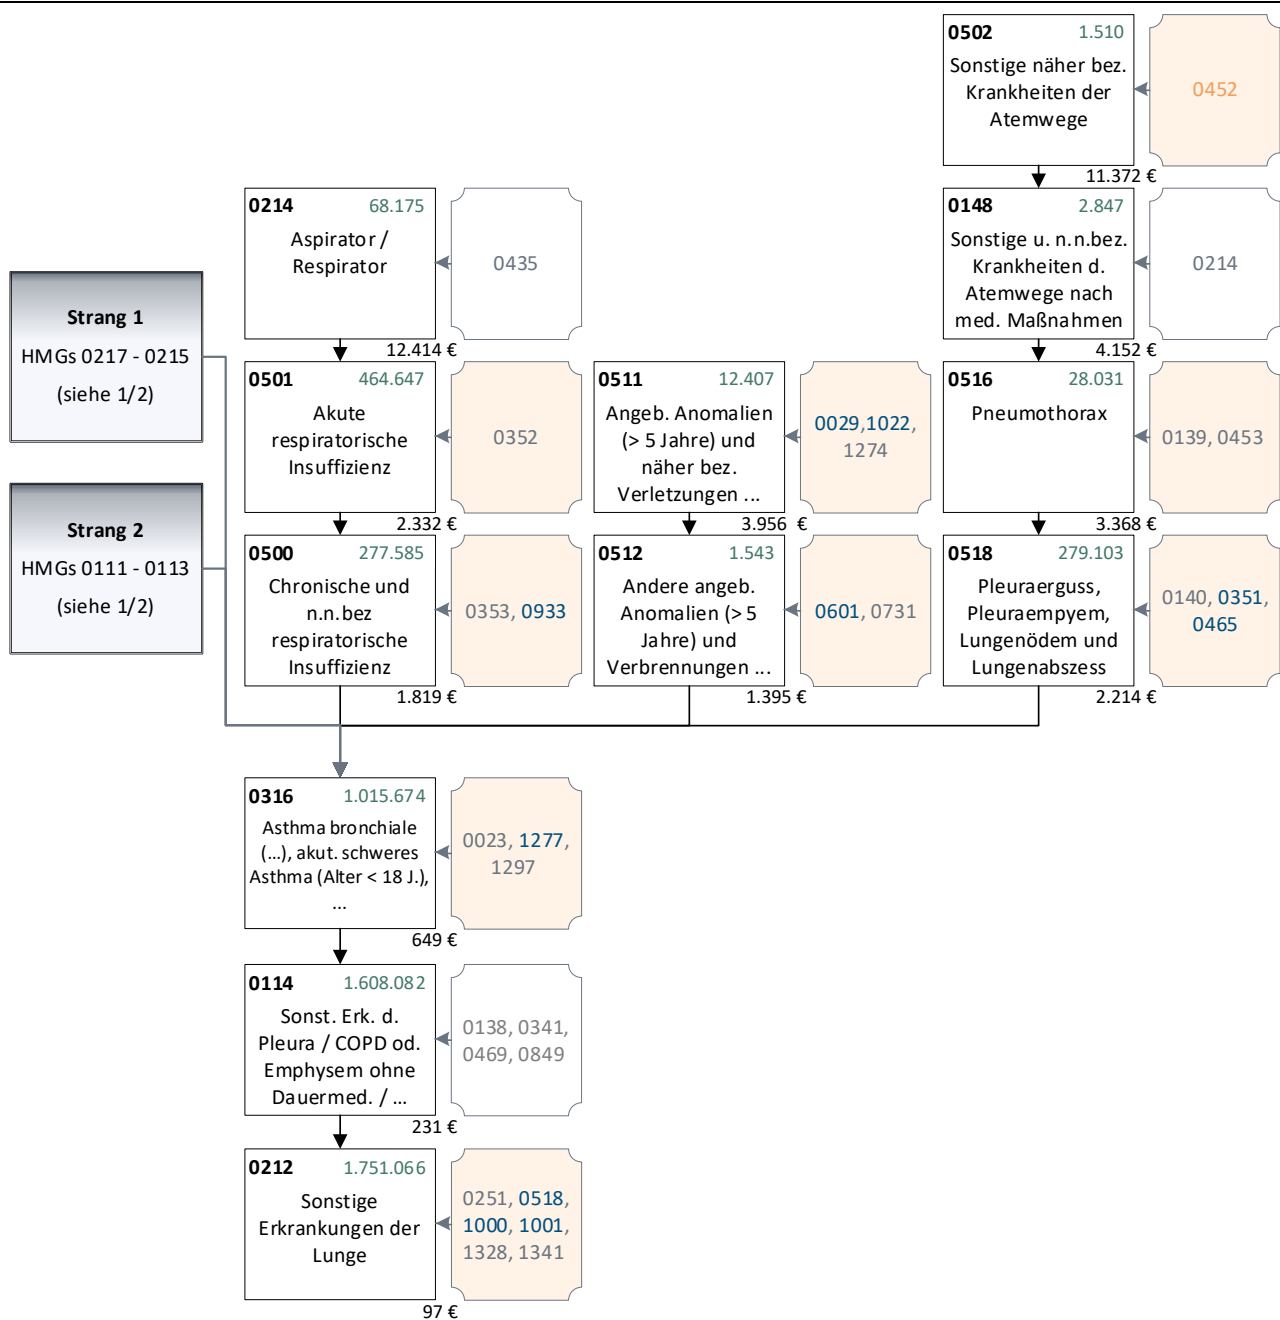 0502 1.510
Sonstige näher bez.
Krankheiten der
Atemwege
0452
11.372 €
0214 68.175
Aspirator /
Respirator
0435
12.414 €
0148 2.847
Sonstige u. n.n.bez.
Krankheiten d.
Atemwege nach
med. Maßnahmen
0214
4.152 €
Strang 1
HMGs 0217 - 0215
(siehe 1/2)
0501 464.647
Akute
respiratorische
Insuffizienz
0352
2.332 €
0511 12.407
Angeb. Anomalien
(> 5 Jahre) und
näher bez.
Verletzungen ...
0029,1022,
1274
3.956 €
0516 28.031
Pneumothorax
0139, 0453
3.368 €
Strang 2
HMGs 0111 - 0113
(siehe 1/2)
0500 277.585
Chronische und
n.n.bez
respiratorische
Insuffizienz
0353, 0933
1.819 €
0512 1.543
Andere angeb.
Anomalien (> 5
Jahre) und
Verbrennungen ...
0601, 0731
1.395 €
0518 279.103
Pleuraerguss,
Pleuraempyem,
Lungenödem und
Lungenabszess
0140, 0351,
0465
2.214 €
0316 1.015.674
Asthma bronchiale
(...), akut. schweres
Asthma (Alter < 18 J.),
...
0023, 1277,
1297
649 €
0114 1.608.082
Sonst. Erk. d.
Pleura / COPD od.
Emphysem ohne
Dauermed. / ...
0138, 0341,
0469, 0849
231 €
0212 1.751.066
Sonstige
Erkrankungen der
Lunge
0251, 0518,
1000, 1001,
1328, 1341
97 €